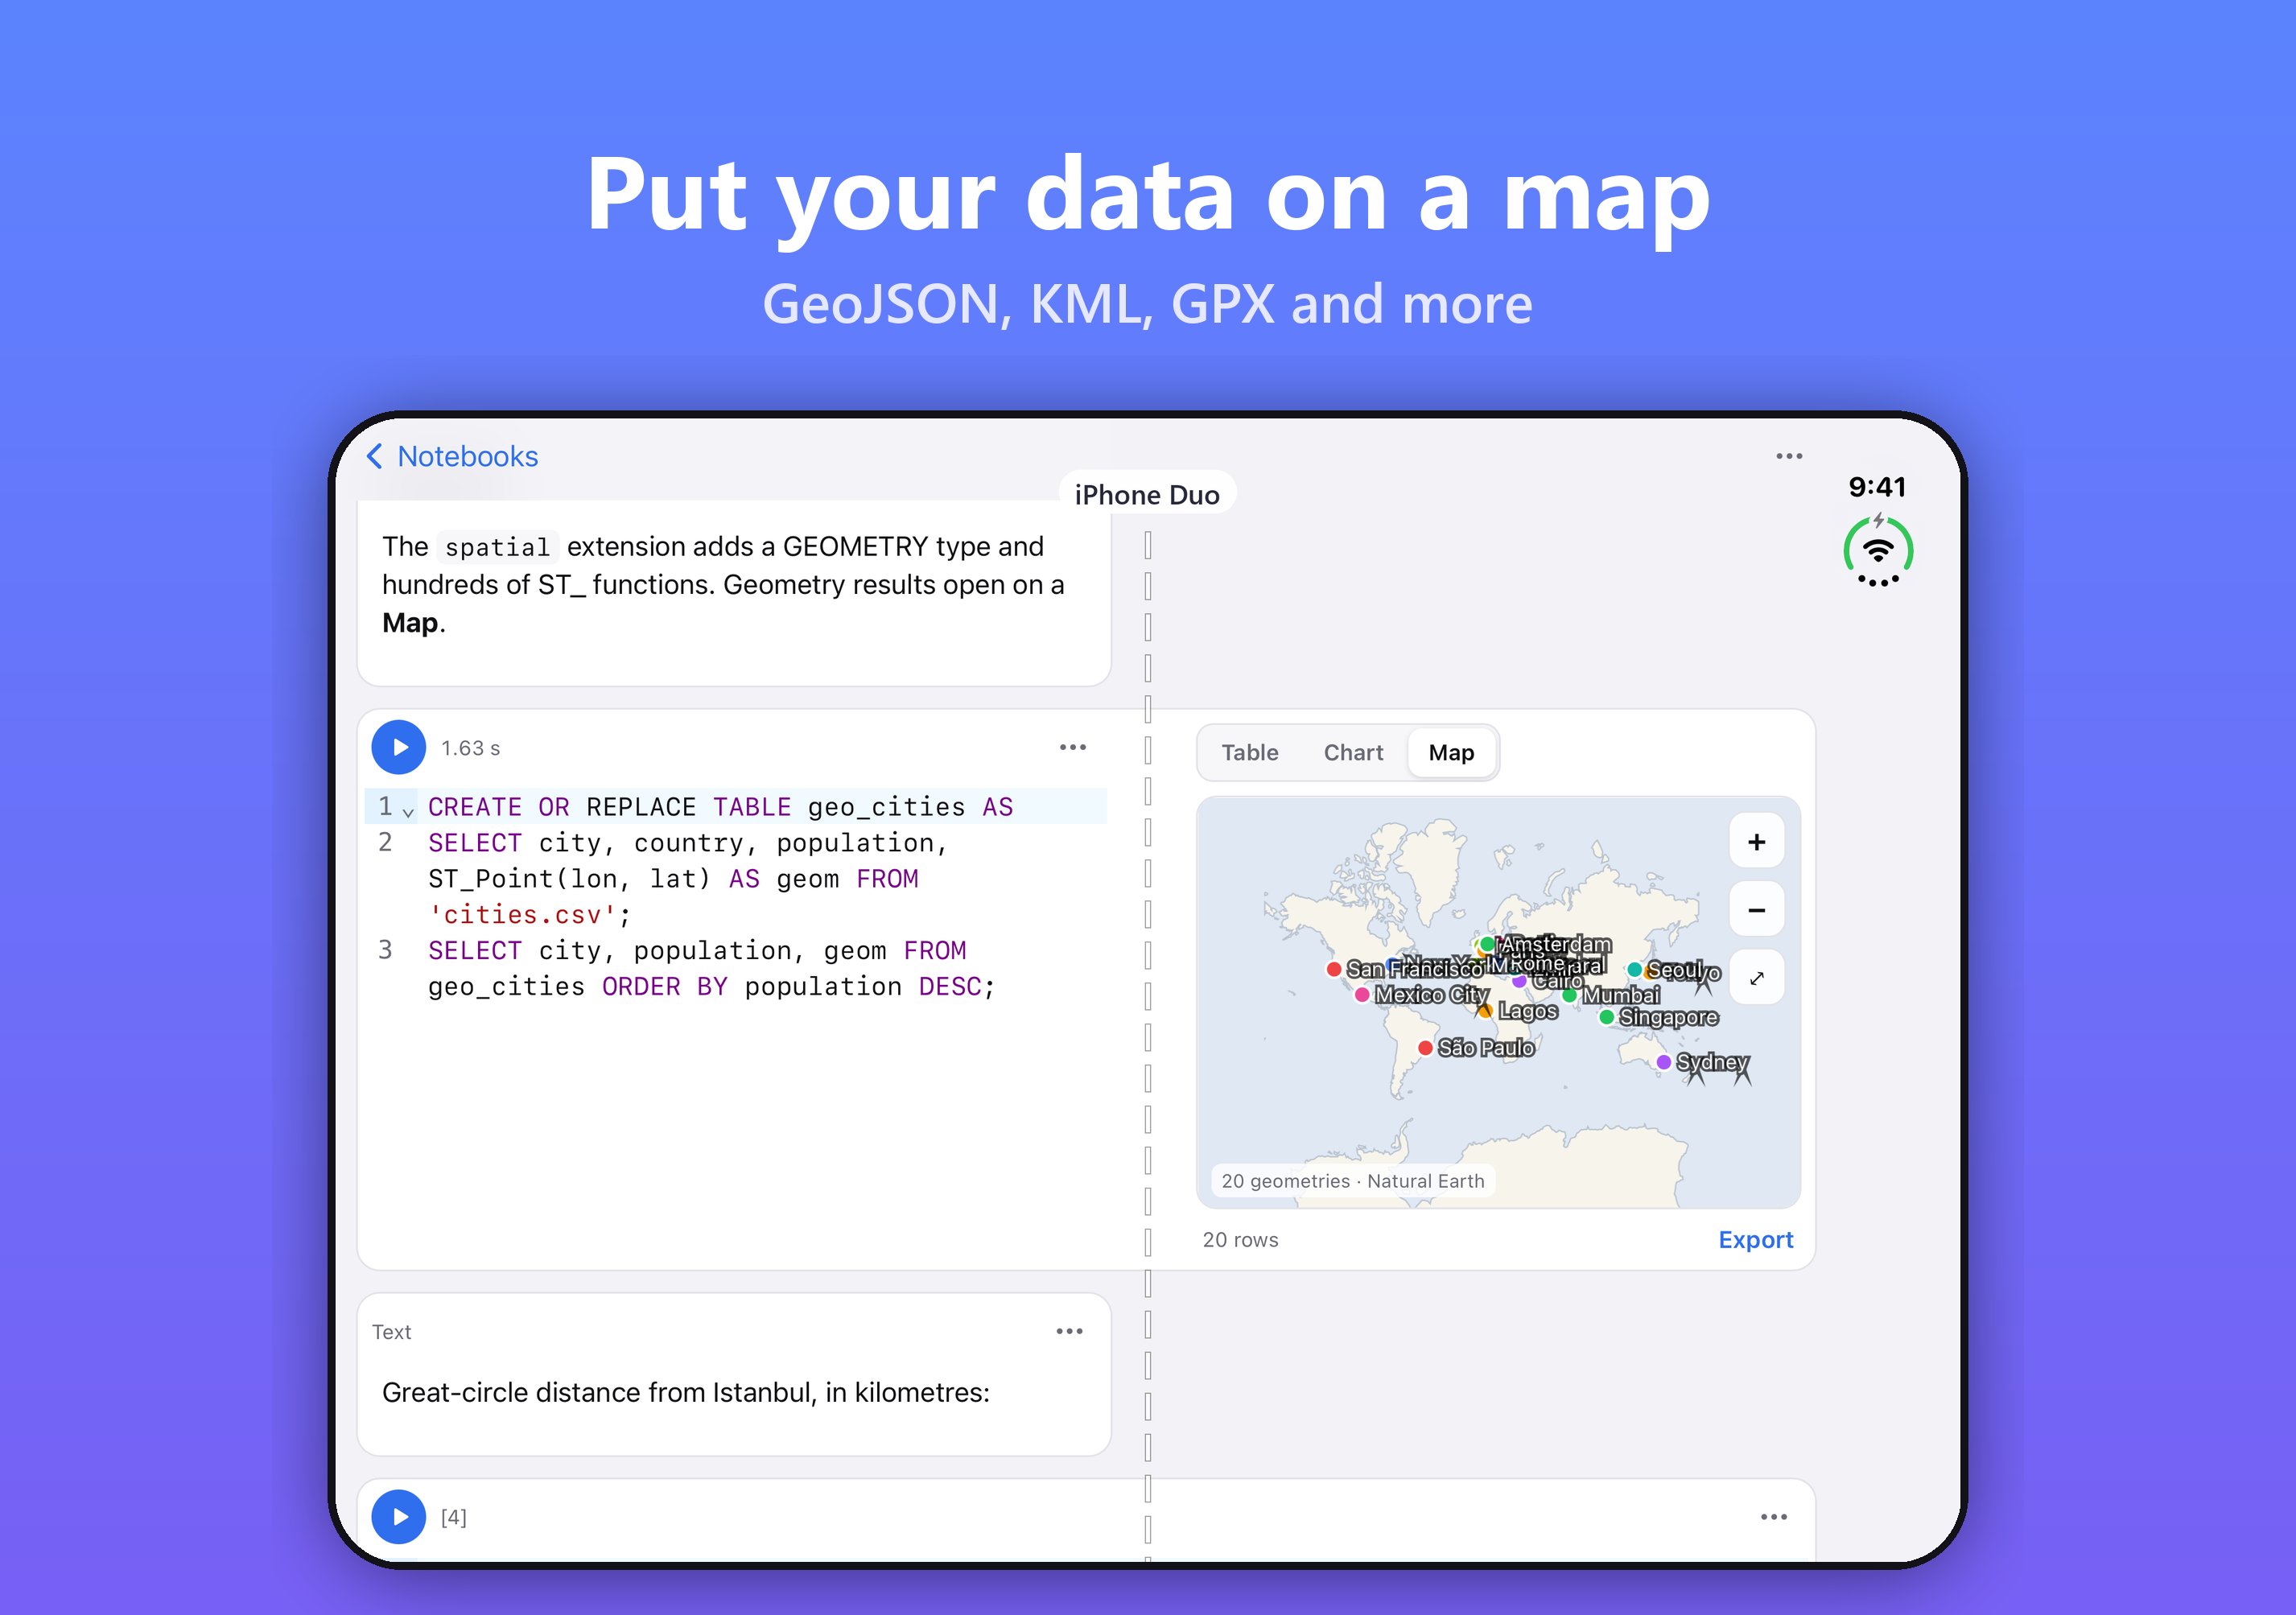 Put your data on a map
GeoJSON, KML, GPX and more
Notebooks
9:41
iPhone Duo
The spatial extension adds a GEOMETRY type and
hundreds of ST_ functions. Geometry results open on a
Map.
1.63 s
1 CREATE OR REPLACE TABLE geo_cities AS
2 SELECT city, country, population,
ST_Point(lon, lat) AS geom FROM
'cities.csv';
3 SELECT city, population, geom FROM
geo_cities ORDER BY population DESC;
Table Chart Map
+
−
Amsterdam
San Francisco
Rome
Seoul
Cairo
Mexico City
Mumbai
Lagos
Singapore
São Paulo
Sydney
20 geometries · Natural Earth
20 rows
Export
Text
Great-circle distance from Istanbul, in kilometres:
[4]